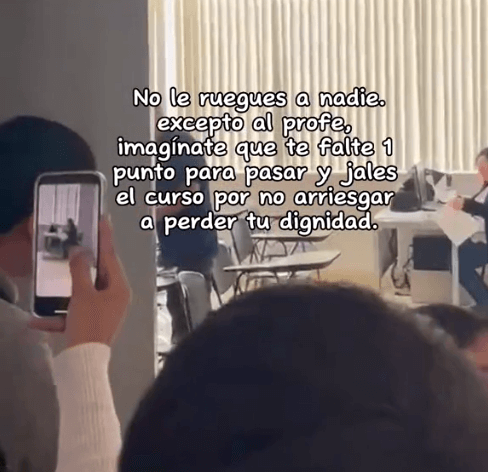 No le ruegues a nadie.
excepto al profe,
imagínate que te falte 1
punto para pasar y jales
el curso por no arriesgar
a perder tu dignidad.